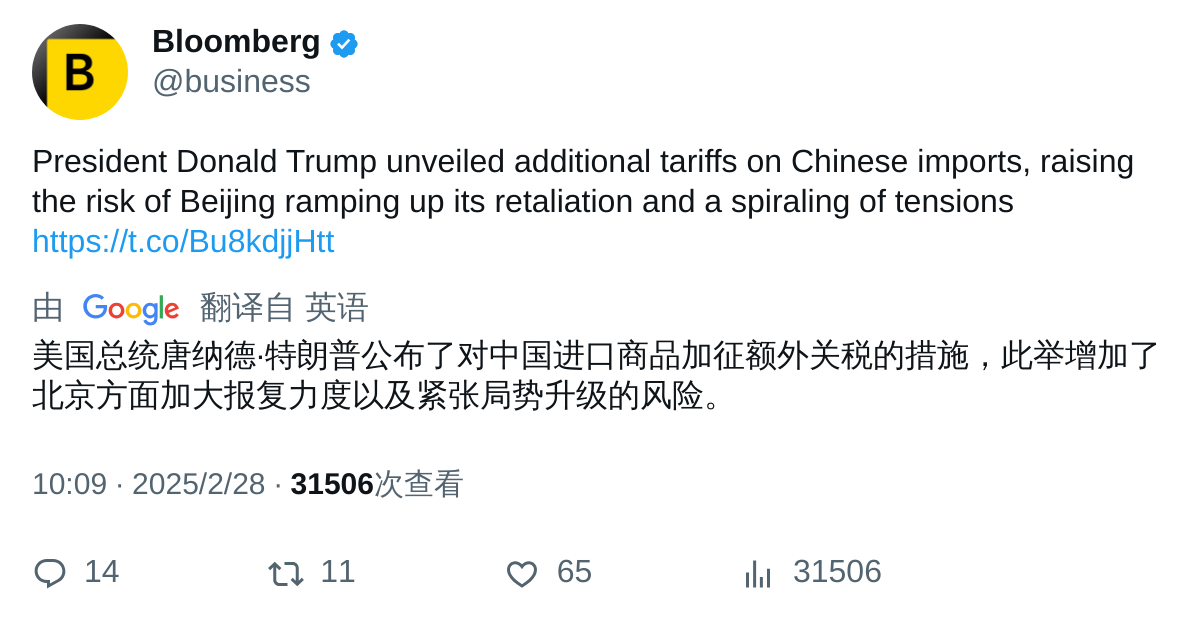 B
Bloomberg
@business
President Donald Trump unveiled additional tariffs on Chinese imports, raising
the risk of Beijing ramping up its retaliation and a spiraling of tensions
https://t.co/Bu8kdjjHtt
由 Google 翻译自 英语
美国总统唐纳德·特朗普公布了对中国进口商品加征额外关税的措施，此举增加了
北京方面加大报复力度以及紧张局势升级的风险。
10:09 · 2025/2/28 · 31506次查看
14 11 65 31506